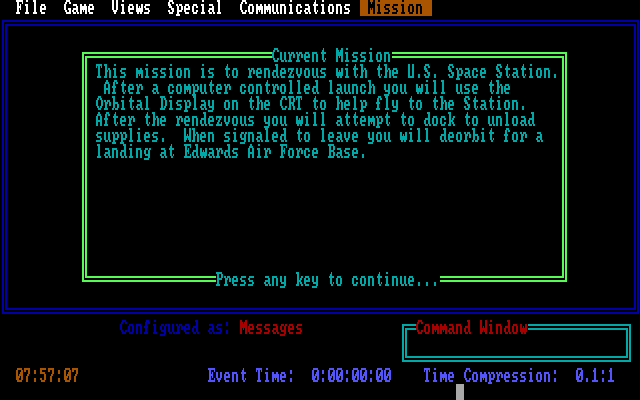 File  Game  Views  Special  Communications  Mission
Current Mission
This mission is to rendezvous with the U.S. Space Station.
After a computer controlled launch you will use the
Orbital Display on the CRT to help fly to the Station.
After the rendezvous you will attempt to dock to unload
supplies.  When signaled to leave you will deorbit for a
landing at Edwards Air Force Base.
Press any key to continue...
Configured as: Messages
Command Window
07:57:07  Event Time:  0:00:00:00  Time Compression:  0.1:1